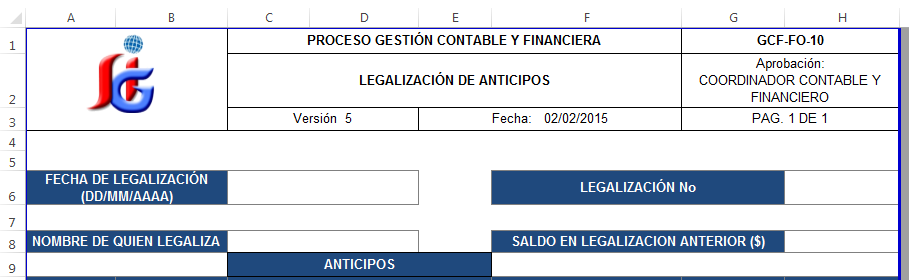 A B C D E F G H
1 PROCESO GESTIÓN CONTABLE Y FINANCIERA GCF-FO-10
2 LEGALIZACIÓN DE ANTICIPOS Aprobación:
COORDINADOR CONTABLE Y
FINANCIERO
3 Versión 5 Fecha: 02/02/2015 PAG. 1 DE 1
4
5
6 FECHA DE LEGALIZACIÓN
(DD/MM/AAAA) LEGALIZACIÓN No
7
8 NOMBRE DE QUIEN LEGALIZA SALDO EN LEGALIZACION ANTERIOR ($)
9 ANTICIPOS